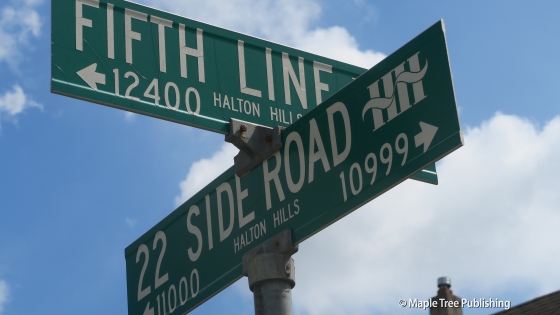 FIFTH LINE
12400 HALTON HILLS
22 SIDE ROAD
HALTON HILLS
11000 10999
© Maple Tree Publishing